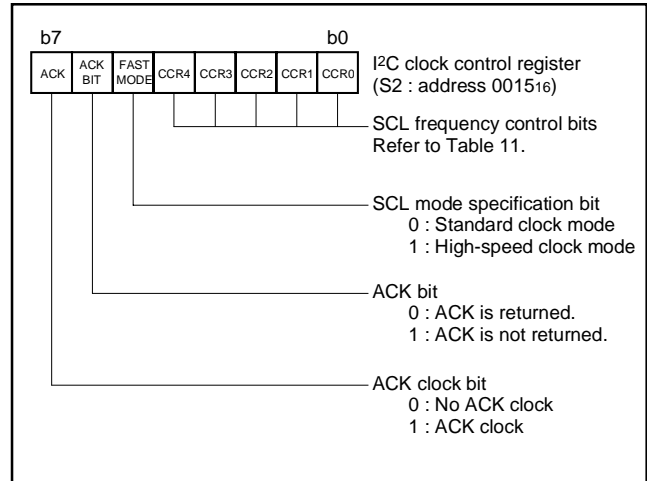 b7 b0
ACK ACK BIT FAST MODE CCR4 CCR3 CCR2 CCR1 CCR0
I²C clock control register
(S2 : address 0015₁₆)
SCL frequency control bits
Refer to Table 11.
SCL mode specification bit
0 : Standard clock mode
1 : High-speed clock mode
ACK bit
0 : ACK is returned.
1 : ACK is not returned.
ACK clock bit
0 : No ACK clock
1 : ACK clock